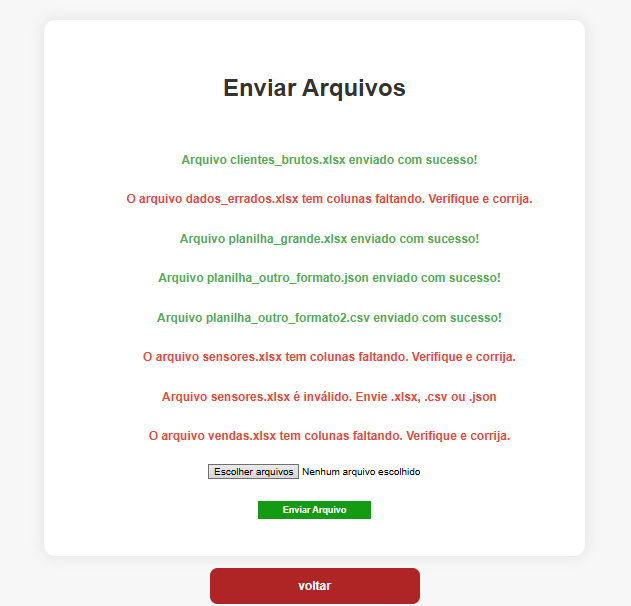 Enviar Arquivos
Arquivo clientes_brutos.xlsx enviado com sucesso!
O arquivo dados_errados.xlsx tem colunas faltando. Verifique e corrija.
Arquivo planilha_grande.xlsx enviado com sucesso!
Arquivo planilha_outro_formato.json enviado com sucesso!
Arquivo planilha_outro_formato2.csv enviado com sucesso!
O arquivo sensores.xlsx tem colunas faltando. Verifique e corrija.
Arquivo sensores.xlsx é inválido. Envie .xlsx, .csv ou .json
O arquivo vendas.xlsx tem colunas faltando. Verifique e corrija.
Escolher arquivos Nenhum arquivo escolhido
Enviar Arquivo
voltar